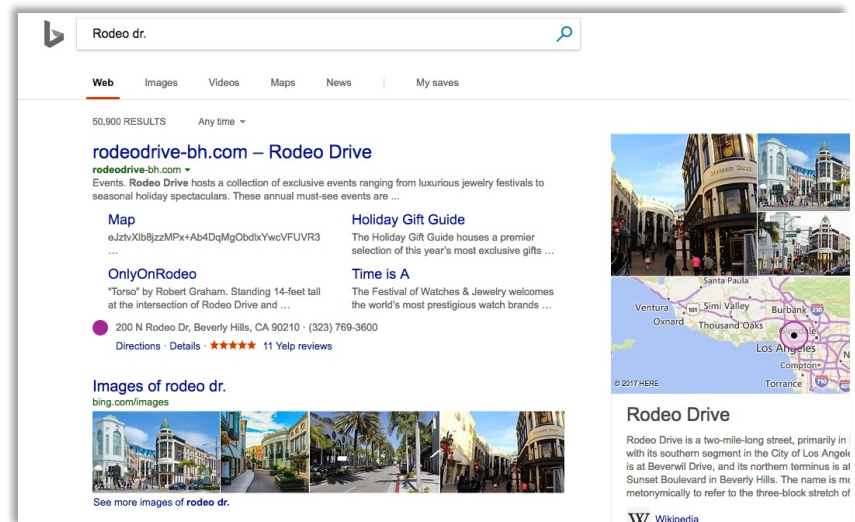 Rodeo dr.
Web Images Videos Maps News My saves
50,900 RESULTS Any time
rodeodrive-bh.com – Rodeo Drive
rodeodrive-bh.com
Events. Rodeo Drive hosts a collection of exclusive events ranging from luxurious jewelry festivals to
seasonal holiday spectaculars. These annual must-see events are ...
Map
eJztvXlb8jzzMPx+Ab4DqMgObdlxYwcVFUVR3
...
Holiday Gift Guide
The Holiday Gift Guide houses a premier
selection of this year's most exclusive gifts ...
OnlyOnRodeo
"Torso" by Robert Graham. Standing 14-feet tall
at the intersection of Rodeo Drive and ...
Time is A
The Festival of Watches & Jewelry welcomes
the world's most prestigious watch brands ...
200 N Rodeo Dr, Beverly Hills, CA 90210 · (323) 769-3600
Directions · Details · 11 Yelp reviews
Images of rodeo dr.
bing.com/images
See more images of rodeo dr.
Santa Paula
Ventura
101
Simi Valley
Burbank
210
Oxnard
Thousand Oaks
Glendale
Los Angeles
Compton
© 2017 HERE
Torrance
710
405
Rodeo Drive
Rodeo Drive is a two-mile-long street, primarily in
with its southern segment in the City of Los Angele
is at Beverwil Drive, and its northern terminus is at
Sunset Boulevard in Beverly Hills. The name is mo
metonymically to refer to the three-block stretch of
W Wikipedia